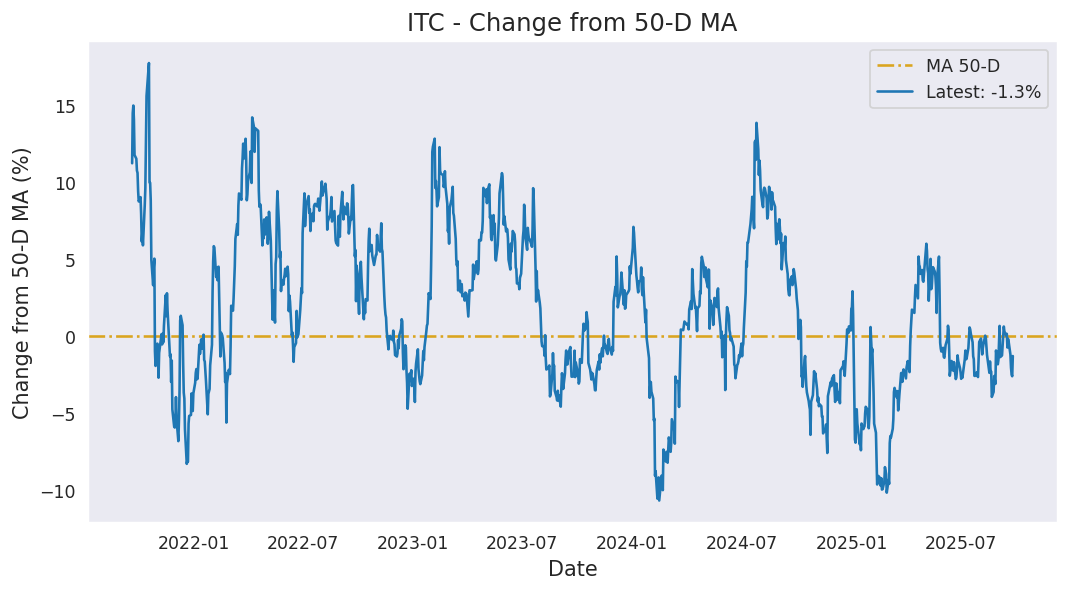 ITC - Change from 50-D MA
MA 50-D
Latest: -1.3%
Change from 50-D MA (%)
15
10
5
0
−5
−10
2022-01 2022-07 2023-01 2023-07 2024-01 2024-07 2025-01 2025-07
Date